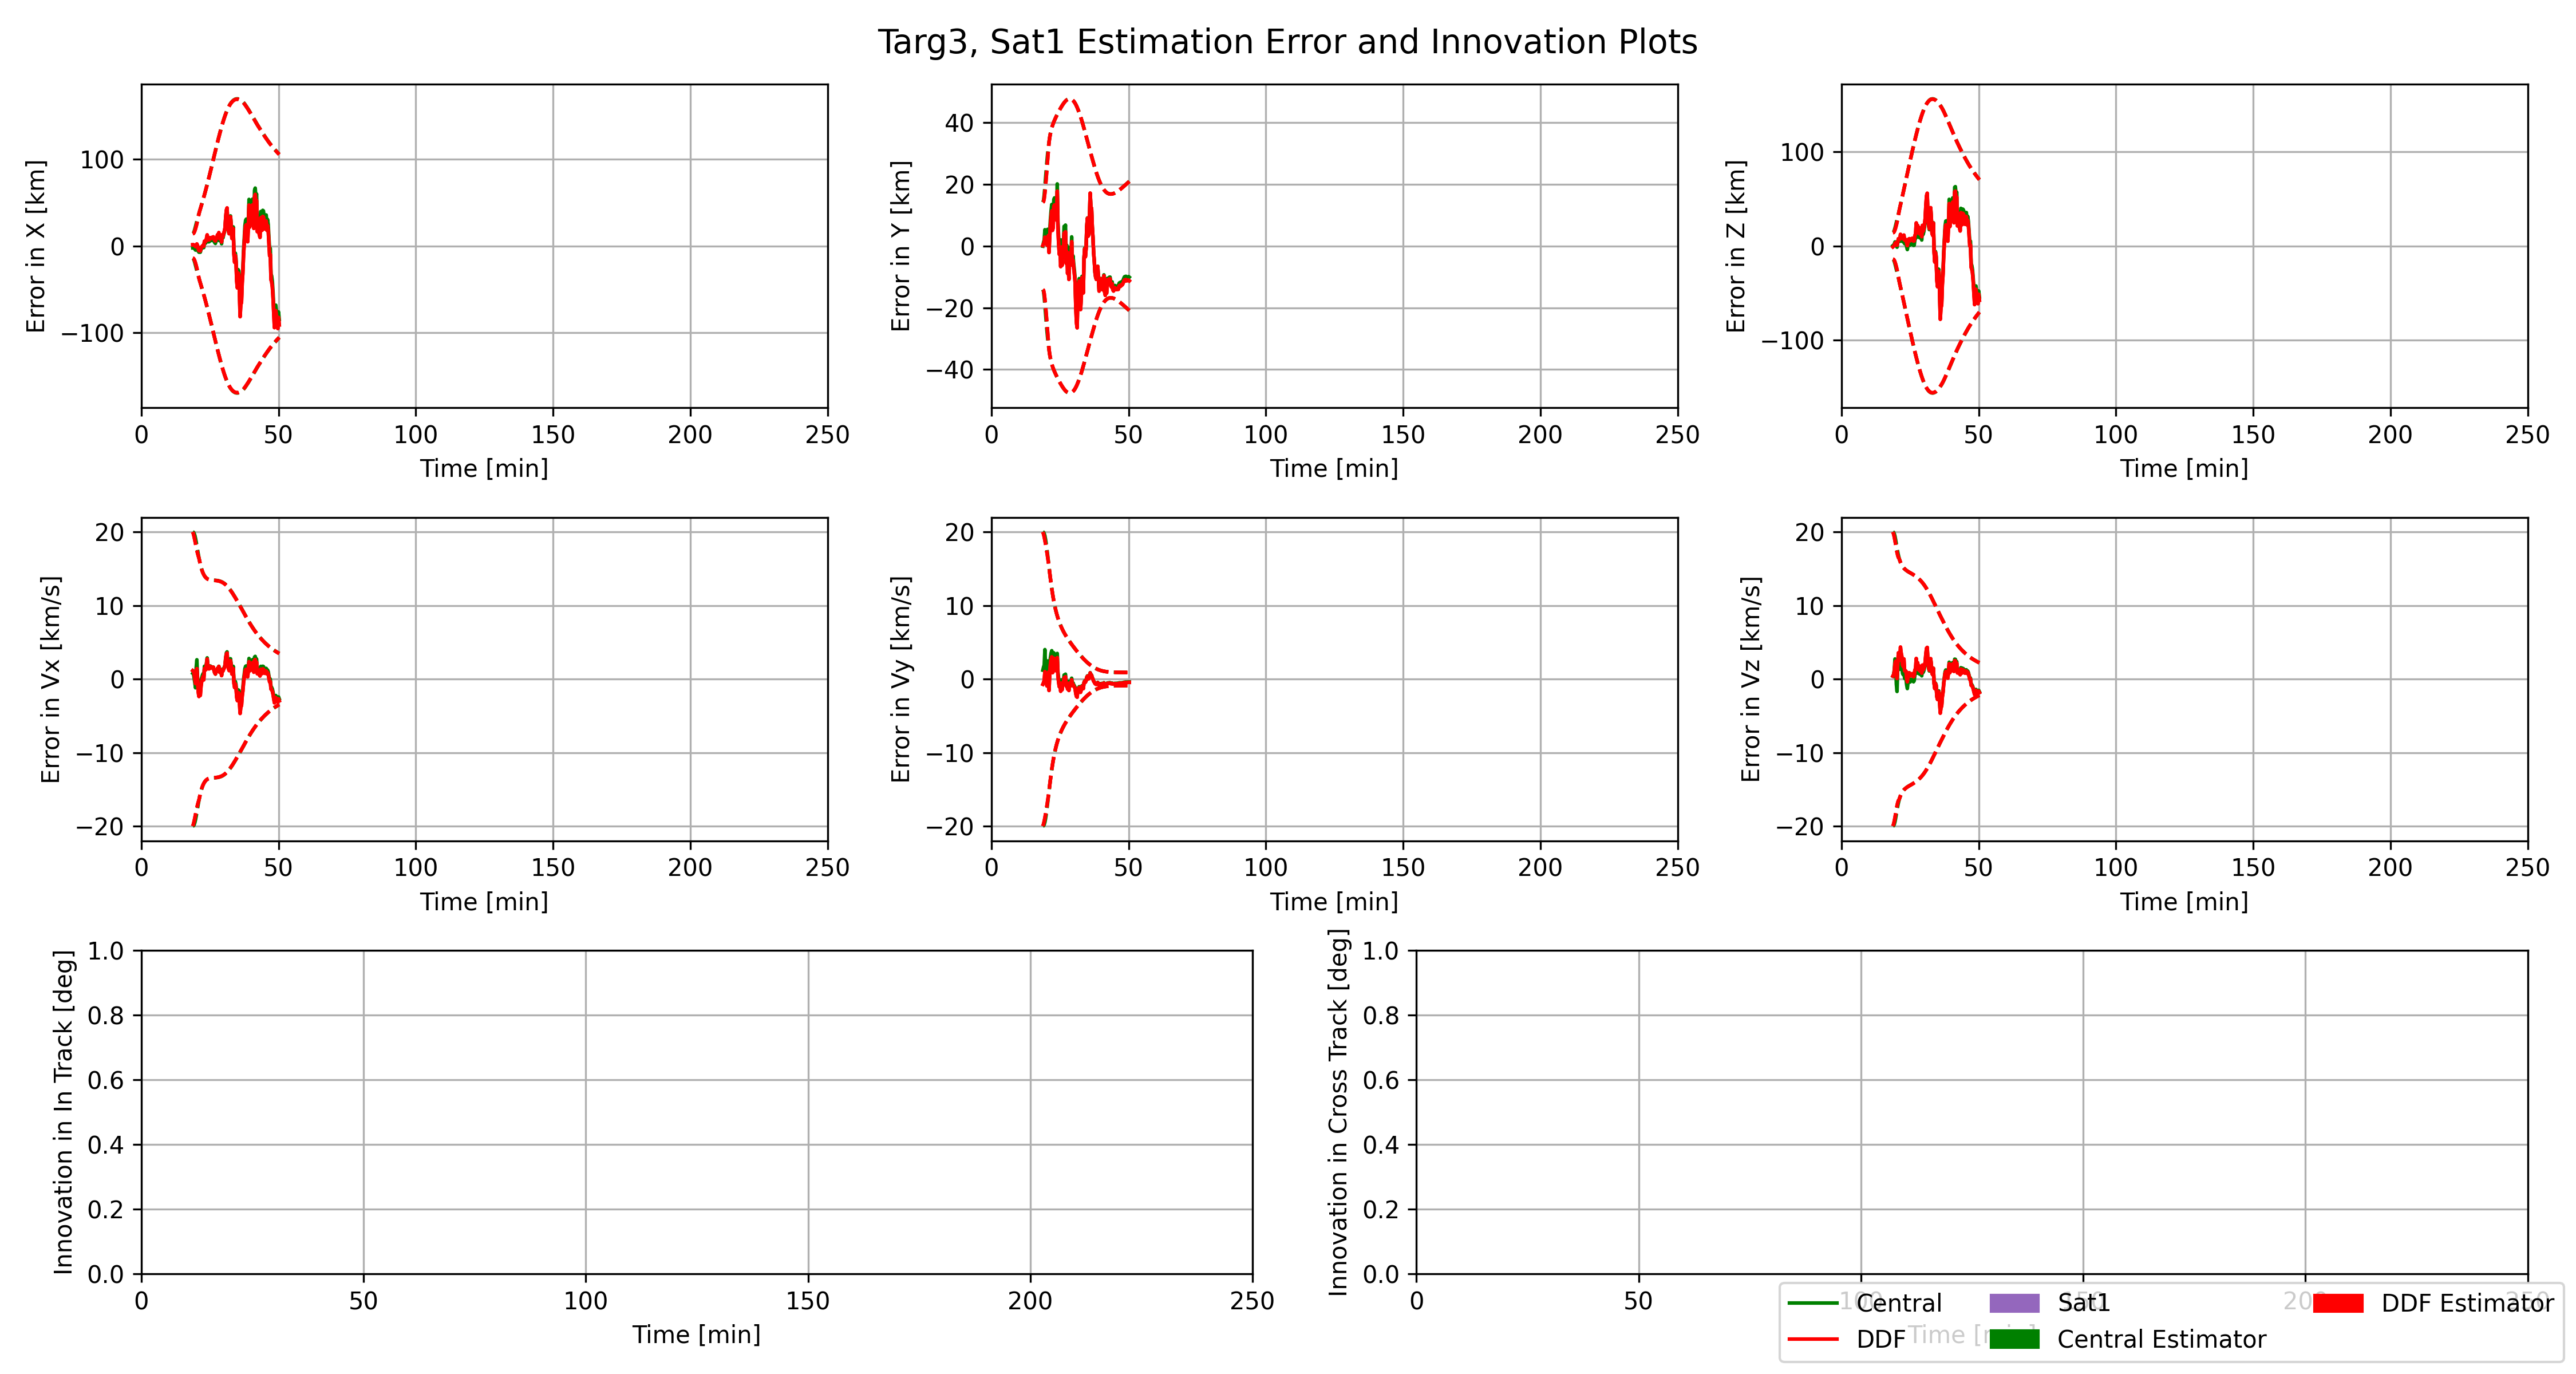 Targ3, Sat1 Estimation Error and Innovation Plots
Error in X [km]
100
0
−100
0 50 100 150 200 250
Time [min]
Error in Y [km]
40
20
0
−20
−40
0 50 100 150 200 250
Time [min]
Error in Z [km]
100
0
−100
0 50 100 150 200 250
Time [min]
Error in Vx [km/s]
20
10
0
−10
−20
0 50 100 150 200 250
Time [min]
Error in Vy [km/s]
20
10
0
−10
−20
0 50 100 150 200 250
Time [min]
Error in Vz [km/s]
20
10
0
−10
−20
0 50 100 150 200 250
Time [min]
Innovation in In Track [deg]
1.0
0.8
0.6
0.4
0.2
0.0
0 50 100 150 200 250
Time [min]
Innovation in Cross Track [deg]
1.0
0.8
0.6
0.4
0.2
0.0
0 50 100 150 200 250
Time [min]
Central
DDF
Sat1
Central Estimator
DDF Estimator